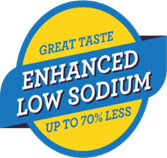 GREAT TASTE
ENHANCED
LOW SODIUM
UP TO 70% LESS